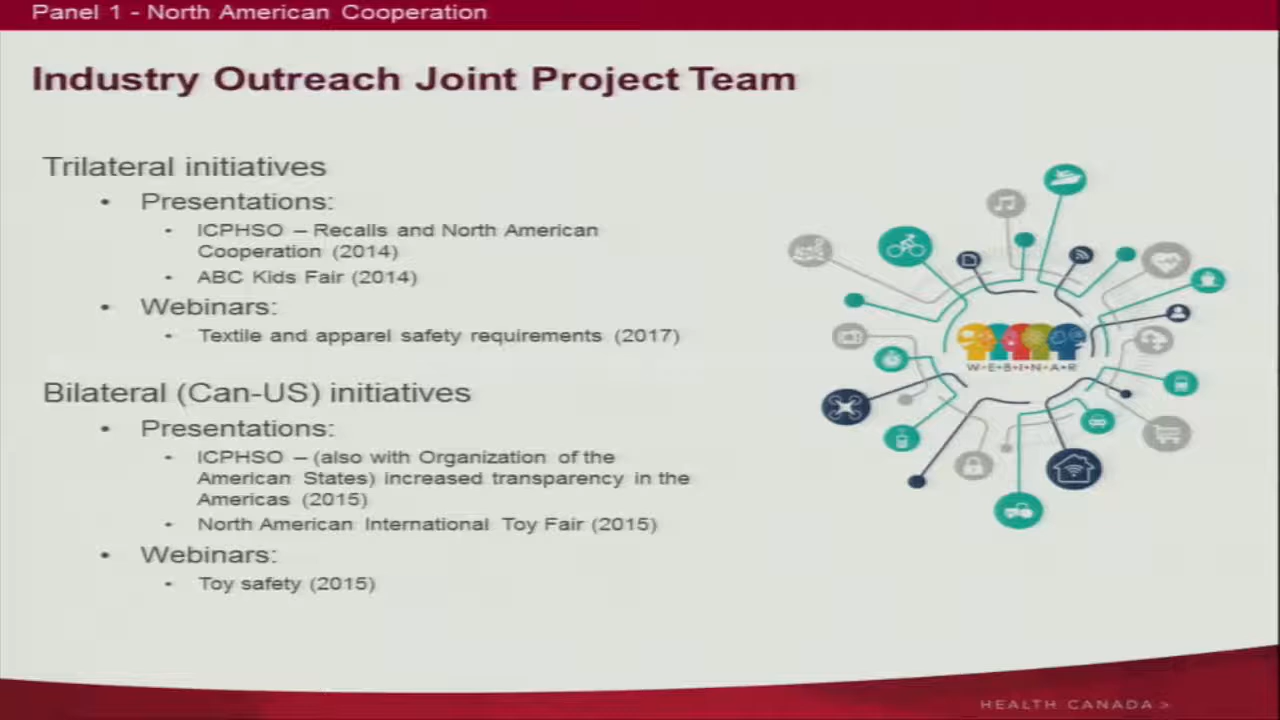 Panel 1 - North American Cooperation
Industry Outreach Joint Project Team
Trilateral initiatives
• Presentations:
• ICPHSO – Recalls and North American
Cooperation (2014)
• ABC Kids Fair (2014)
• Webinars:
• Textile and apparel safety requirements (2017)
Bilateral (Can-US) initiatives
• Presentations:
• ICPHSO – (also with Organization of the
American States) increased transparency in the
Americas (2015)
• North American International Toy Fair (2015)
• Webinars:
• Toy safety (2015)
W•E•B•I•N•A•R
HEALTH CANADA >